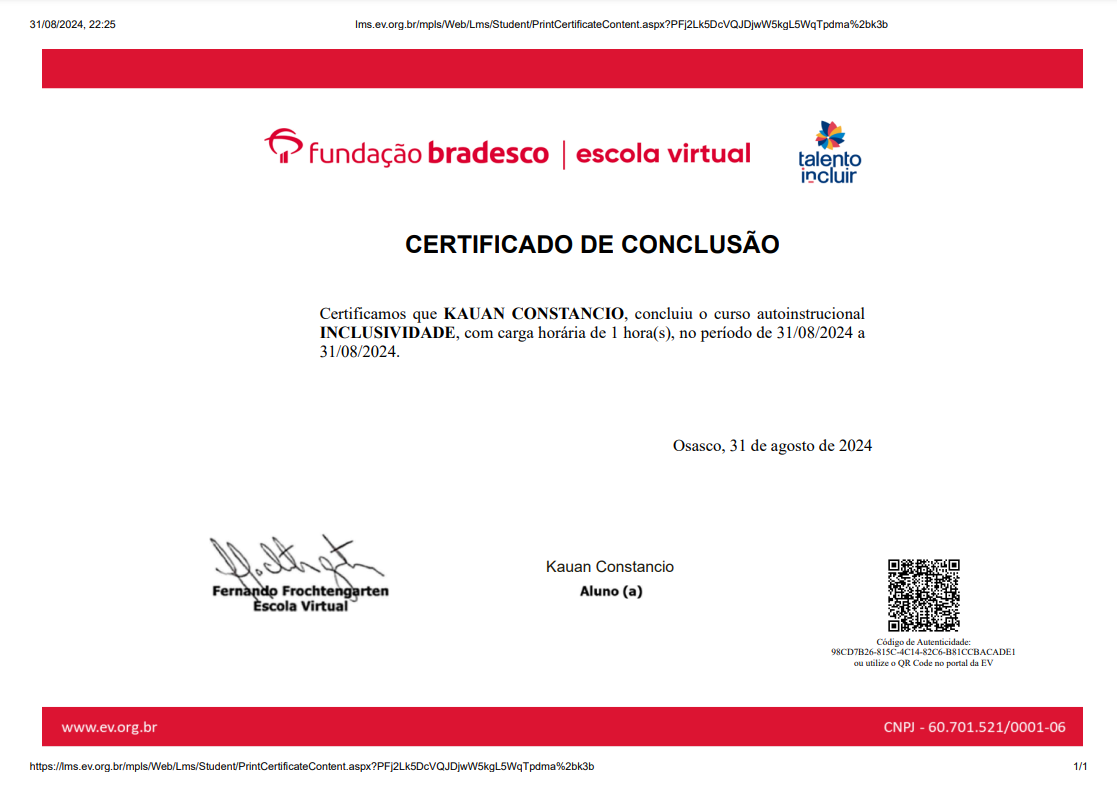 31/08/2024, 22:25
lms.ev.org.br/mpls/Web/Lms/Student/PrintCertificateContent.aspx?PFj2Lk5DcVQJDjwW5kgL5WqTpdma%2bk3b
fundação bradesco | escola virtual
talento
incluir
CERTIFICADO DE CONCLUSÃO
Certificamos que KAUAN CONSTANCIO, concluiu o curso autoinstrucional
INCLUSIVIDADE, com carga horária de 1 hora(s), no período de 31/08/2024 a
31/08/2024.
Osasco, 31 de agosto de 2024
Fernando Frochtengarten
Escola Virtual
Kauan Constancio
Aluno (a)
Código de Autenticidade:
98CD7B26-815C-4C14-82C6-B81CCBACADE1
ou utilize o QR Code no portal da EV
www.ev.org.br
CNPJ - 60.701.521/0001-06
https://lms.ev.org.br/mpls/Web/Lms/Student/PrintCertificateContent.aspx?PFj2Lk5DcVQJDjwW5kgL5WqTpdma%2bk3b
1/1